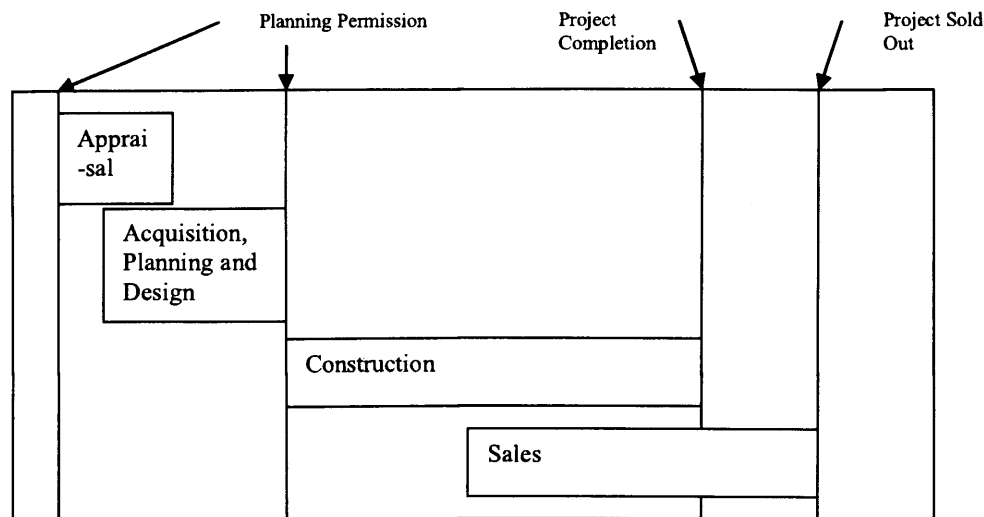 Planning Permission
Project
Completion
Project Sold
Out
Apprai
-sal
Acquisition,
Planning and
Design
Construction
Sales